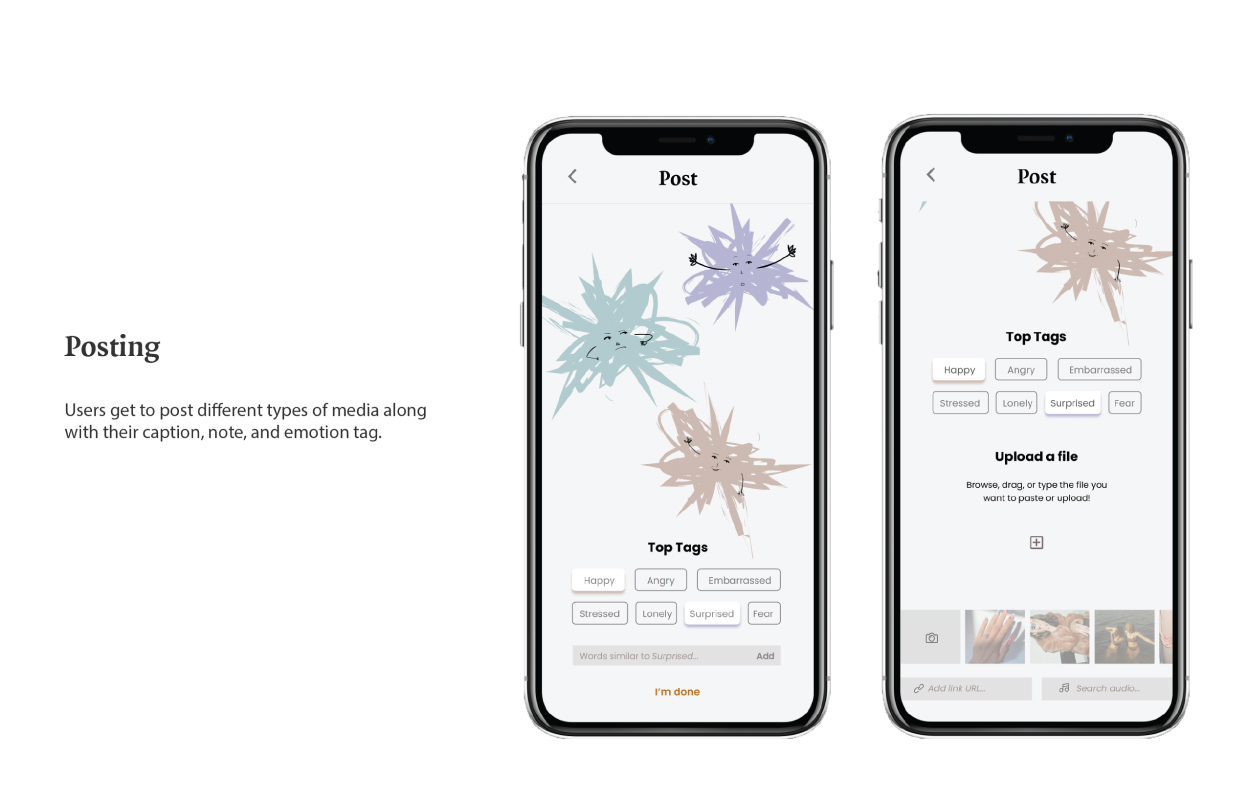 Posting
Users get to post different types of media along
with their caption, note, and emotion tag.
Post
Top Tags
Happy
Angry
Embarrassed
Stressed
Lonely
Surprised
Fear
Words similar to Surprised...
Add
I'm done
Post
Top Tags
Happy
Angry
Embarrassed
Stressed
Lonely
Surprised
Fear
Upload a file
Browse, drag, or type the file you
want to paste or upload!
Add link URL...
Search audio...